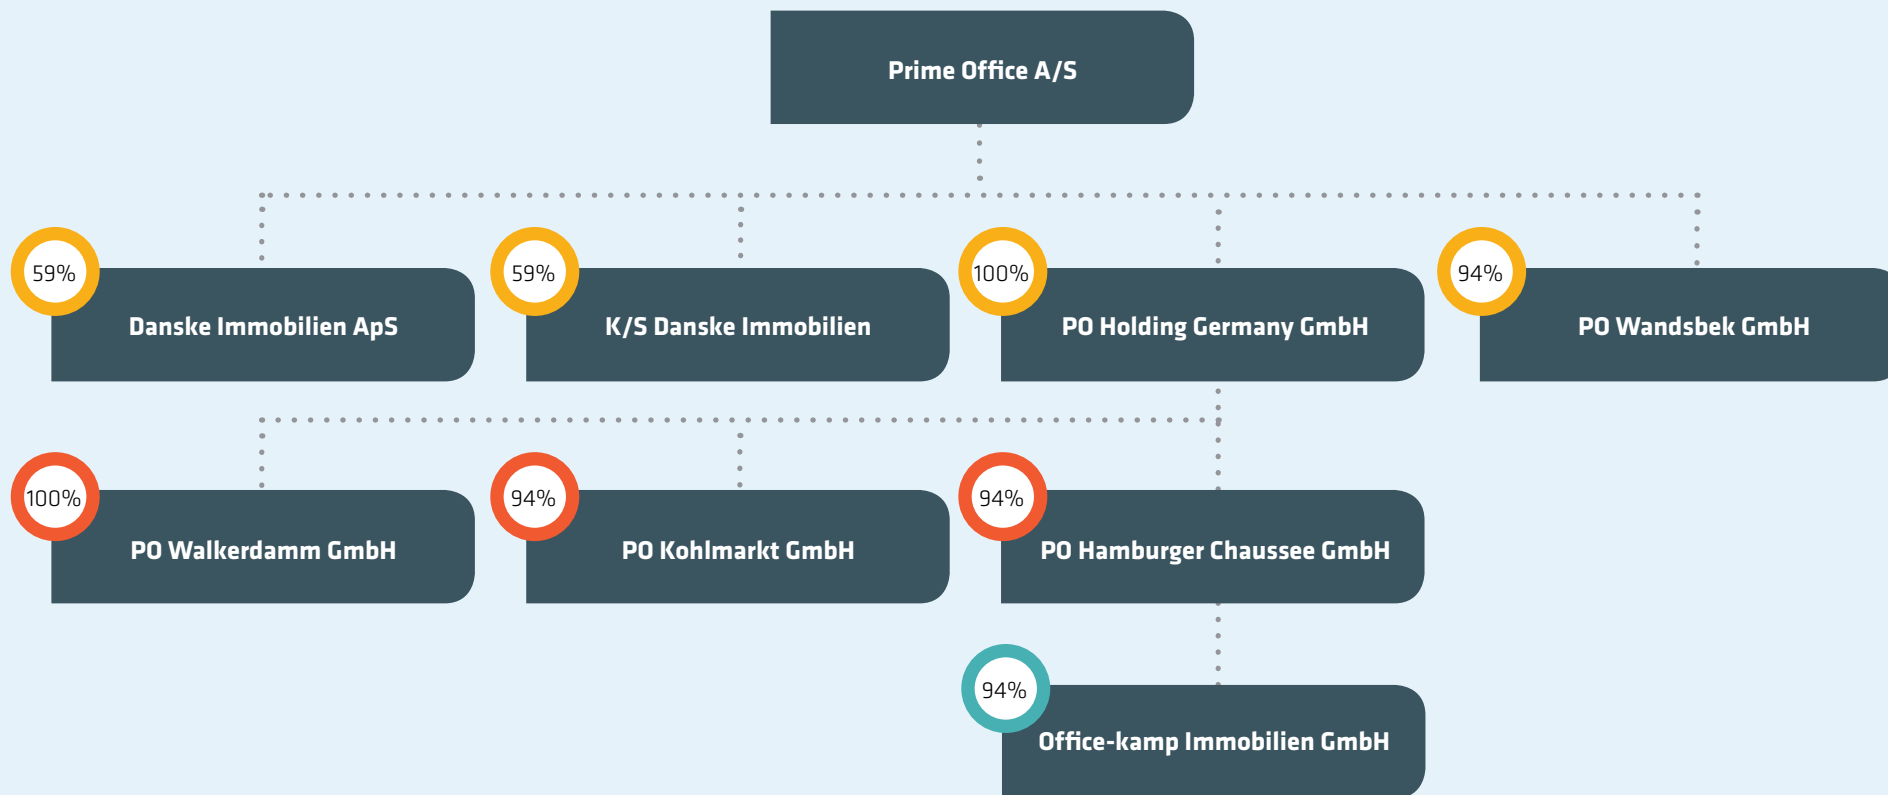 Prime Office A/S
59%
59%
100%
94%
Danske Immobilien ApS
K/S Danske Immobilien
PO Holding Germany GmbH
PO Wandsbek GmbH
100%
94%
94%
PO Walkerdamm GmbH
PO Kohlmarkt GmbH
PO Hamburger Chaussee GmbH
94%
Office-kamp Immobilien GmbH